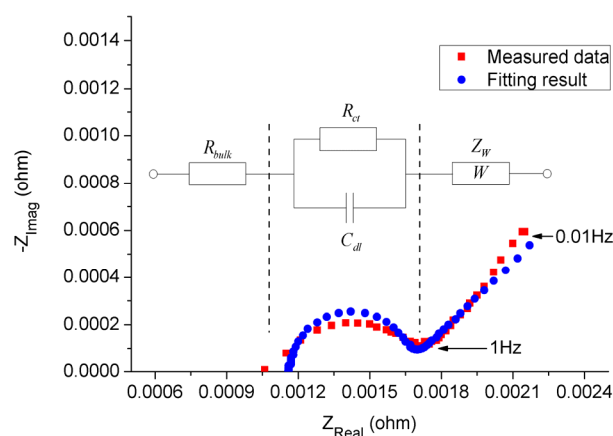 0.0014
0.0012
0.0010
0.0008
0.0006
0.0004
0.0002
0.0000
-Z_Imag (ohm)
Measured data
Fitting result
R_ct
R_bulk
Z_W
W
C_dl
0.01Hz
1Hz
0.0006 0.0009 0.0012 0.0015 0.0018 0.0021 0.0024
Z_Real (ohm)